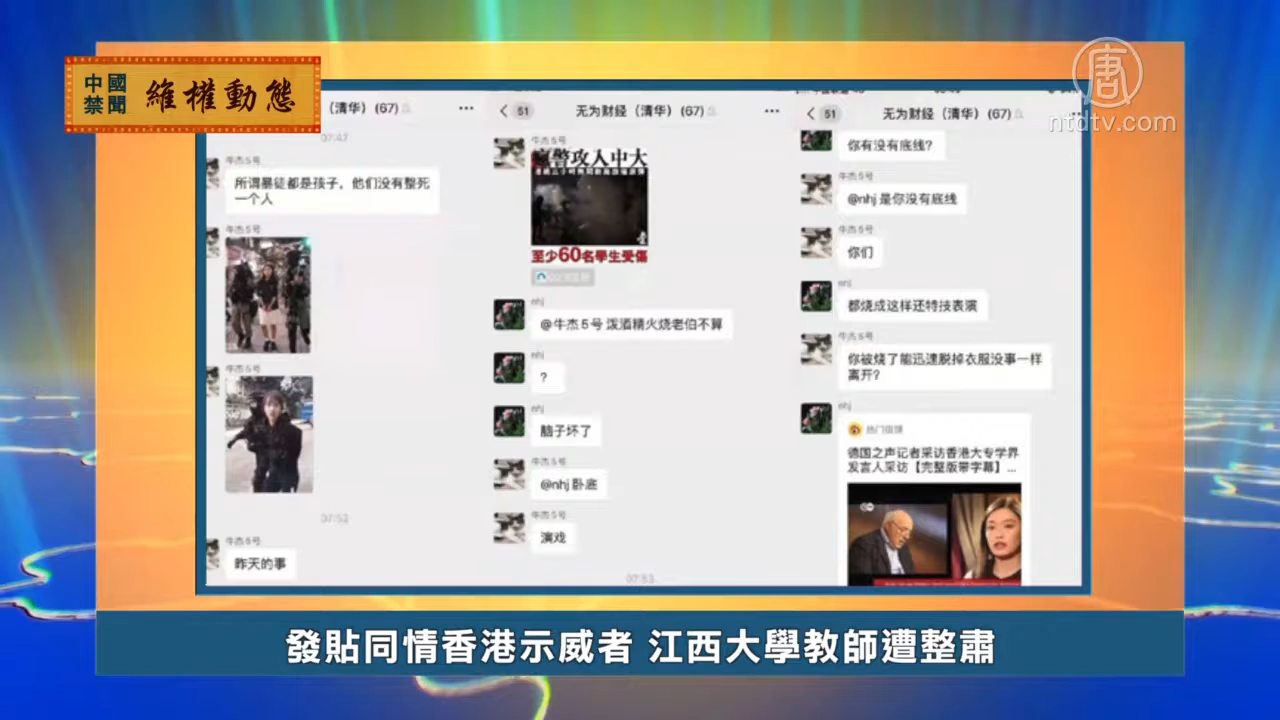 中國
禁聞
維權動態
唐
ntdtv.com
(清华) (67)
07:47
牛杰5号
所谓暴徒都是孩子，他们没有整死
一个人
牛杰5号
牛杰5号
07:52
牛杰5号
昨天的事
51
无为财经（清华）(67)
牛杰5号
警攻入中大
至少60名學生受傷
nhj
@牛杰5号 泼酒精火烧老伯不算
nhj
？
nhj
脑子坏了
牛杰5号
@nhj 卧底
牛杰5号
演戏
07:53
51
无为财经（清华）(67)
你有没有底线？
牛杰5号
@nhj 是你没有底线
牛杰5号
你们
nhj
都烧成这样还特技表演
牛杰5号
你被烧了能迅速脱掉衣服没事一样
离开？
nhj
热门微博
德国之声记者采访香港大专学界
发言人采访【完整版带字幕】...
發貼同情香港示威者 江西大學教師遭整肅